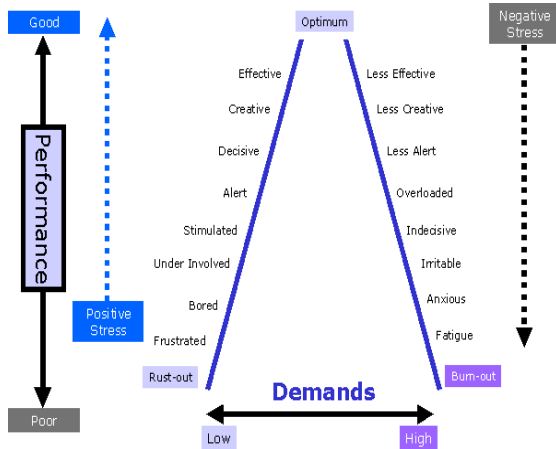 Good
Optimum
Negative
Stress
Effective
Less Effective
Creative
Less Creative
Decisive
Less Alert
Performance
Alert
Overloaded
Stimulated
Indecisive
Under Involved
Irritable
Positive
Stress
Bored
Anxious
Frustrated
Fatigue
Rust-out
Burn-out
Demands
Poor
Low
High